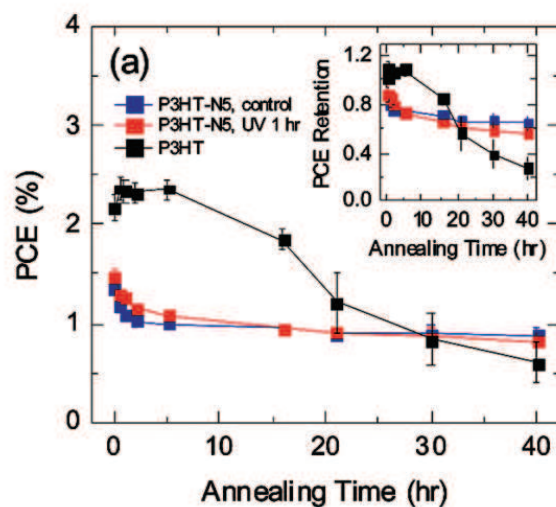 (a)
P3HT-N5, control
P3HT-N5, UV 1 hr
P3HT
PCE (%)
4
3
2
1
0
0 10 20 30 40
Annealing Time (hr)
PCE Retention
1.2
0.8
0.4
0 10 20 30 40
Annealing Time (hr)